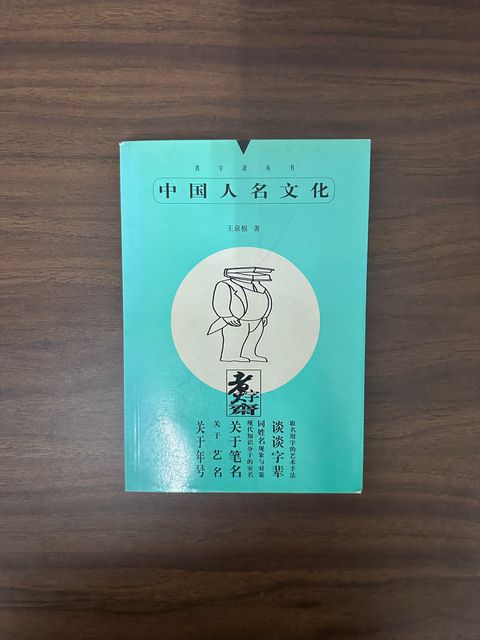 煮字斋丛书
中国人名文化
王泉根 著
煮字斋
取名用字的艺术手法
谈谈字辈
同姓名现象与对策
现代知识分子的室名
关于笔名
关于艺名
关于年号